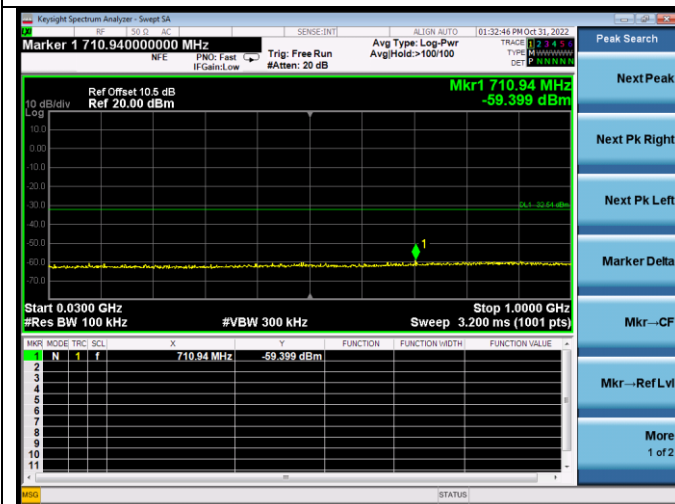 Keysight Spectrum Analyzer - Swept SA
RF 50 Ω AC SENSE:INT ALIGN AUTO 01:32:46 PM Oct 31, 2022
Marker 1 710.940000000 MHz
NFE PNO: Fast IFGain:Low
Trig: Free Run
#Atten: 20 dB
Avg Type: Log-Pwr
Avg|Hold:>100/100
TRACE 1 2 3 4 5 6
TYPE M
DET P N N N N N
Peak Search
Ref Offset 10.5 dB
Ref 20.00 dBm
Mkr1 710.94 MHz
-59.399 dBm
10 dB/div
Log
10.0
0.00
-10.0
-20.0
-30.0
DL1 -32.54 dBm
-40.0
-50.0
1
-60.0
-70.0
Start 0.0300 GHz Stop 1.0000 GHz
#Res BW 100 kHz #VBW 300 kHz Sweep 3.200 ms (1001 pts)
MKR MODE TRC SCL X Y FUNCTION FUNCTION WIDTH FUNCTION VALUE
1 N 1 f 710.94 MHz -59.399 dBm
2
3
4
5
6
7
8
9
10
11
MSG STATUS
Next Peak
Next Pk Right
Next Pk Left
Marker Delta
Mkr→CF
Mkr→Ref Lvl
More
1 of 2